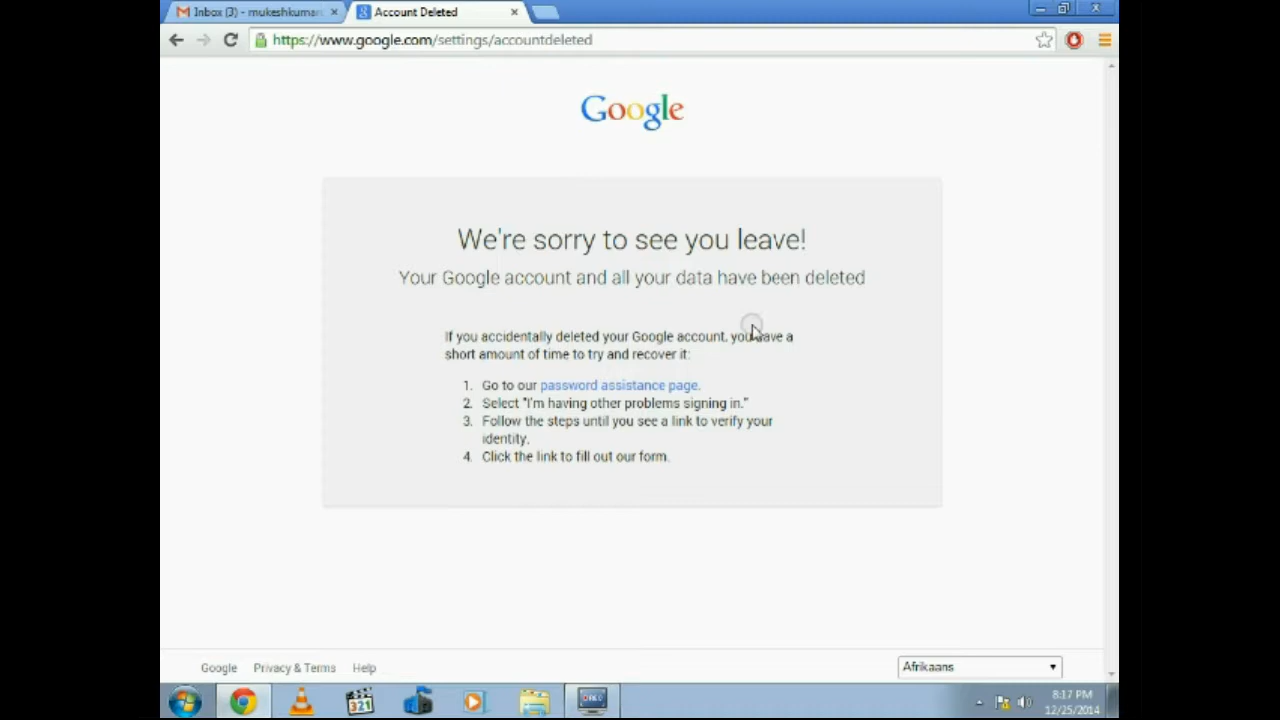 Inbox (3) - mukeshkumar
Account Deleted
https://www.google.com/settings/accountdeleted
Google
We're sorry to see you leave!
Your Google account and all your data have been deleted
If you accidentally deleted your Google account, you have a
short amount of time to try and recover it:
1. Go to our password assistance page.
2. Select "I'm having other problems signing in."
3. Follow the steps until you see a link to verify your
identity.
4. Click the link to fill out our form.
Google Privacy & Terms Help
Afrikaans
321
8:17 PM
12/25/2014